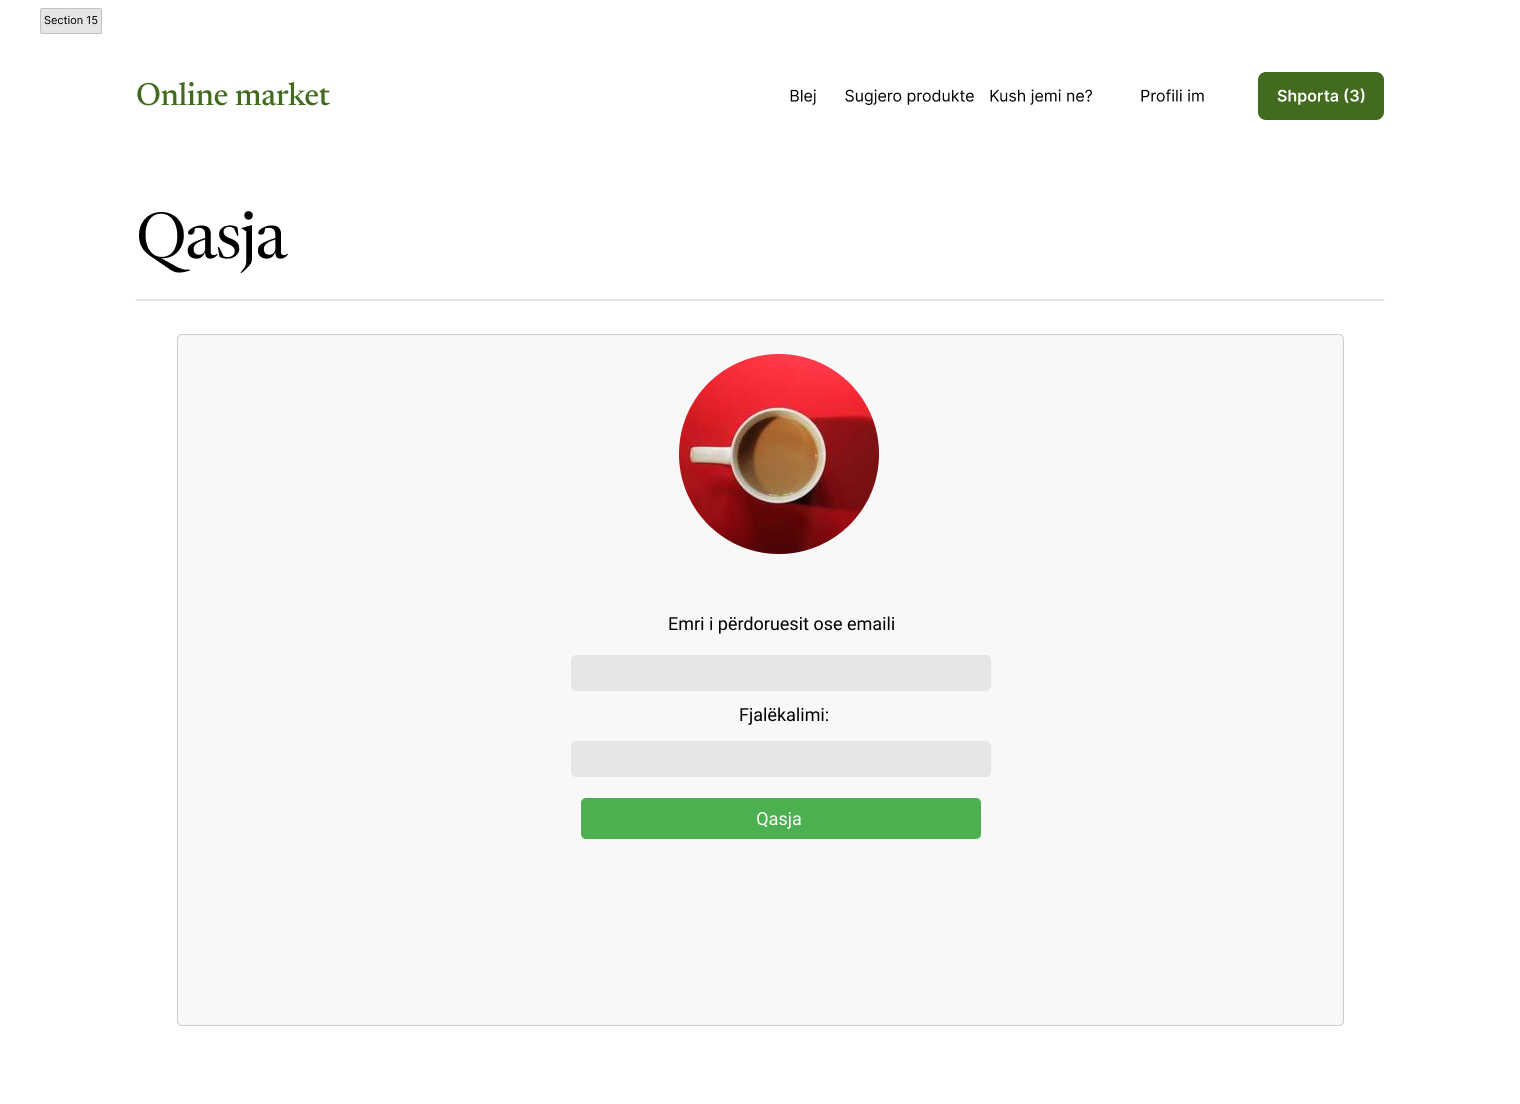 Section 15
Online market
Blej
Sugjero produkte
Kush jemi ne?
Profili im
Shporta (3)
Qasja
Emri i përdoruesit ose emaili
Fjalëkalimi:
Qasja